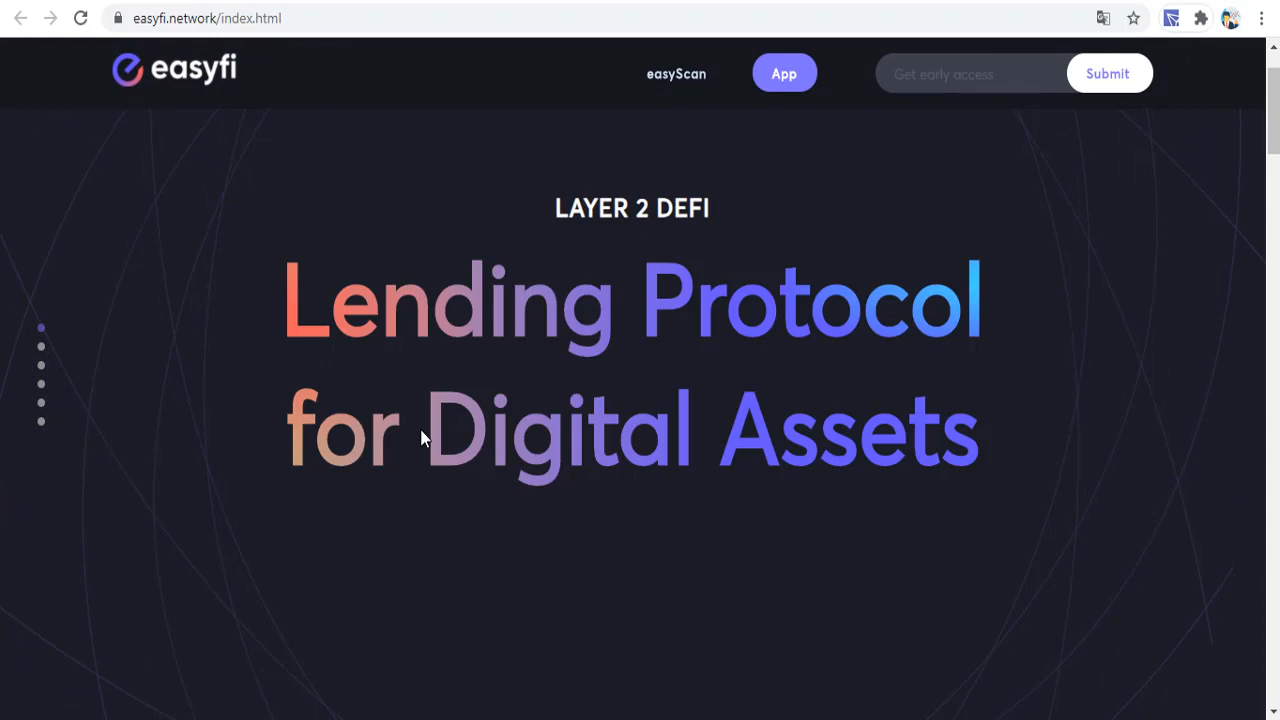 easyfi.network/index.html
easyfi
easyScan
App
Get early access
Submit
LAYER 2 DEFI
Lending Protocol
for Digital Assets